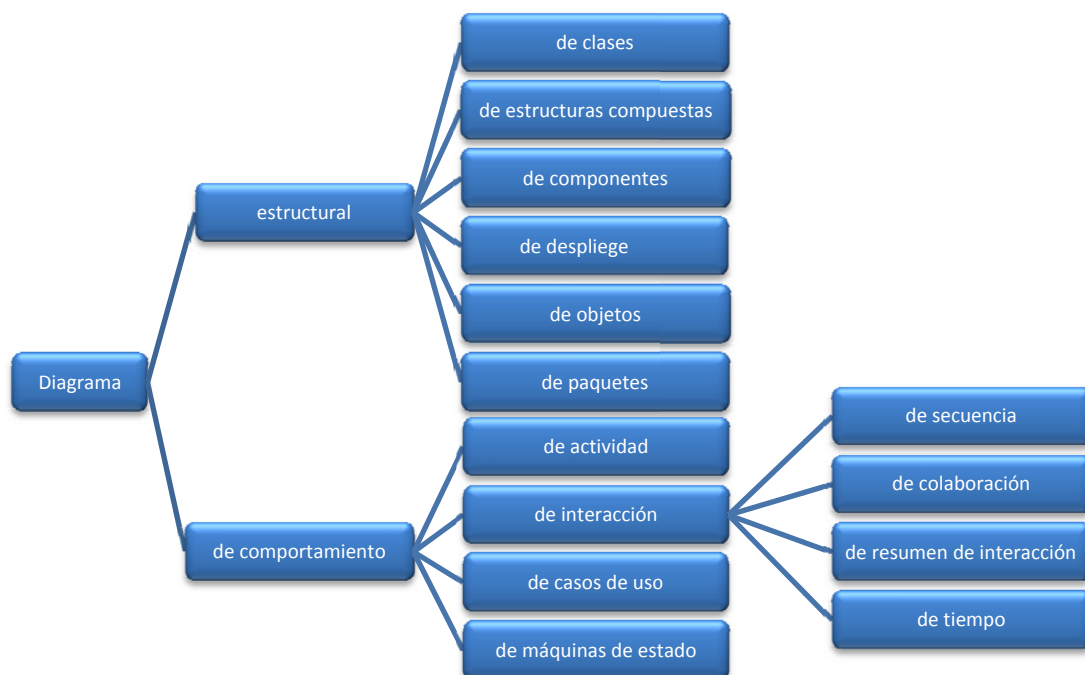 Diagrama
estructural
de clases
de estructuras compuestas
de componentes
de despliege
de objetos
de paquetes
de comportamiento
de actividad
de interacción
de secuencia
de colaboración
de resumen de interacción
de tiempo
de casos de uso
de máquinas de estado